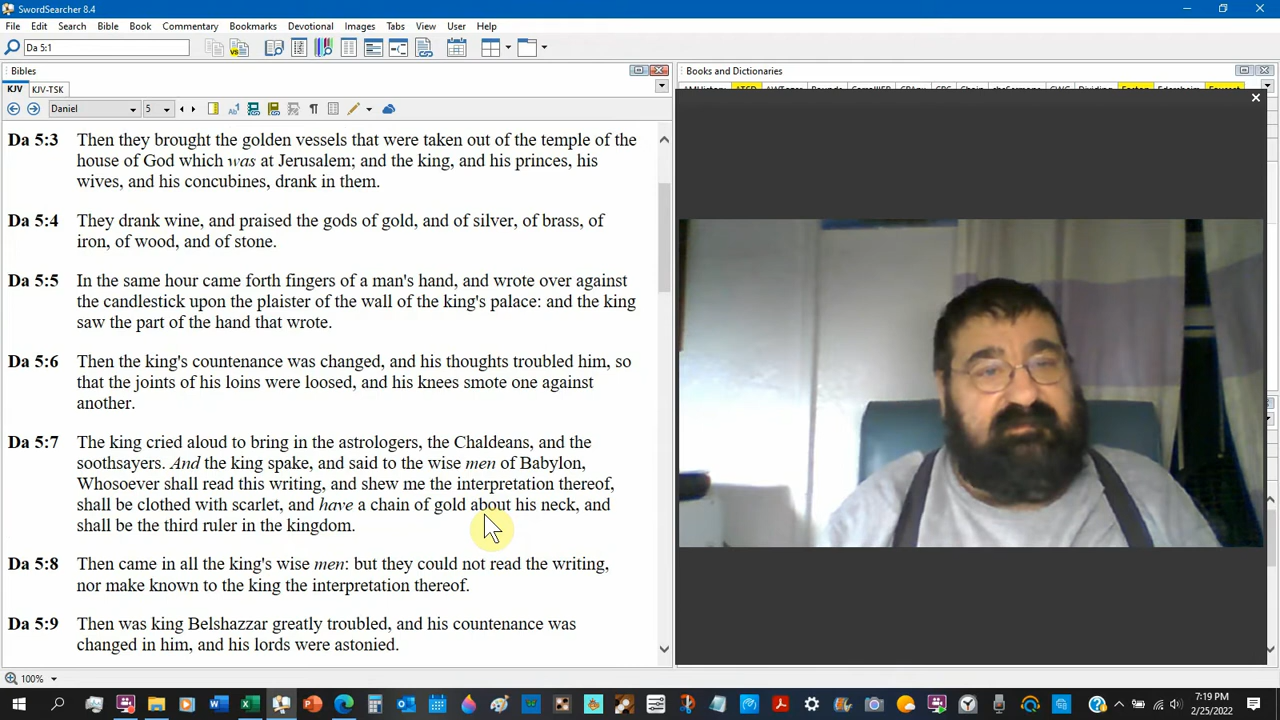 SwordSearcher 8.4
File Edit Search Bible Book Commentary Bookmarks Devotional Images Tabs View User Help
Da 5:1
Bibles
Books and Dictionaries
KJV KJV-TSK
Daniel 5
Da 5:3 Then they brought the golden vessels that were taken out of the temple of the
house of God which was at Jerusalem; and the king, and his princes, his
wives, and his concubines, drank in them.
Da 5:4 They drank wine, and praised the gods of gold, and of silver, of brass, of
iron, of wood, and of stone.
Da 5:5 In the same hour came forth fingers of a man's hand, and wrote over against
the candlestick upon the plaister of the wall of the king's palace: and the king
saw the part of the hand that wrote.
Da 5:6 Then the king's countenance was changed, and his thoughts troubled him, so
that the joints of his loins were loosed, and his knees smote one against
another.
Da 5:7 The king cried aloud to bring in the astrologers, the Chaldeans, and the
soothsayers. And the king spake, and said to the wise men of Babylon,
Whosoever shall read this writing, and shew me the interpretation thereof,
shall be clothed with scarlet, and have a chain of gold about his neck, and
shall be the third ruler in the kingdom.
Da 5:8 Then came in all the king's wise men: but they could not read the writing,
nor make known to the king the interpretation thereof.
Da 5:9 Then was king Belshazzar greatly troubled, and his countenance was
changed in him, and his lords were astonied.
100%
7:19 PM
2/25/2022